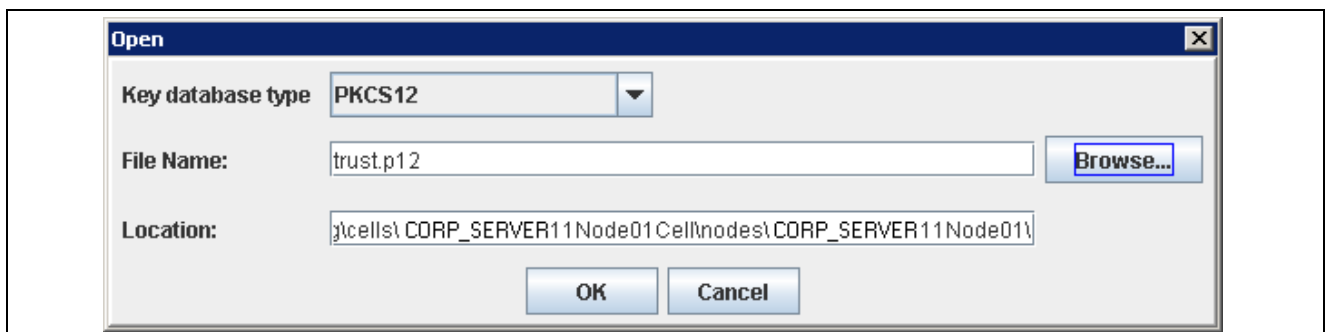 Open
Key database type PKCS12
File Name: trust.p12 Browse...
Location: g\cells\ CORP_SERVER11Node01Cell\nodes\ CORP_SERVER11Node01\
OK Cancel